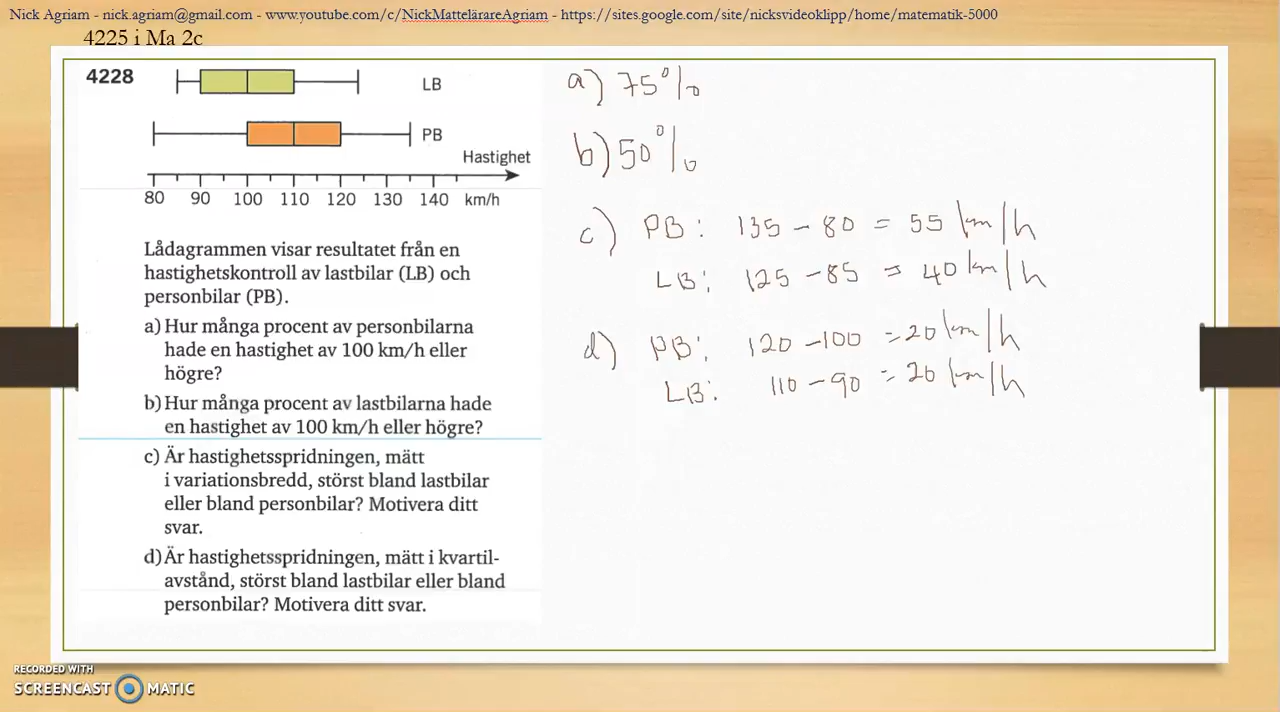 Nick Agriam - nick.agriam@gmail.com - www.youtube.com/c/NickMattelärareAgriam - https://sites.google.com/site/nicksvideoklipp/home/matematik-5000
4225 i Ma 2c
4228
LB
PB
Hastighet
80 90 100 110 120 130 140 km/h
Lådagrammen visar resultatet från en
hastighetskontroll av lastbilar (LB) och
personbilar (PB).
a) Hur många procent av personbilarna
hade en hastighet av 100 km/h eller
högre?
b) Hur många procent av lastbilarna hade
en hastighet av 100 km/h eller högre?
c) Är hastighetsspridningen, mätt
i variationsbredd, störst bland lastbilar
eller bland personbilar? Motivera ditt
svar.
d) Är hastighetsspridningen, mätt i kvartil-
avstånd, störst bland lastbilar eller bland
personbilar? Motivera ditt svar.
a) 75%
b) 50%
c) PB: 135 - 80 = 55 km/h
LB: 125 - 85 = 40 km/h
d) PB: 120 - 100 = 20 km/h
LB: 110 - 90 = 20 km/h
RECORDED WITH
SCREENCAST MATIC